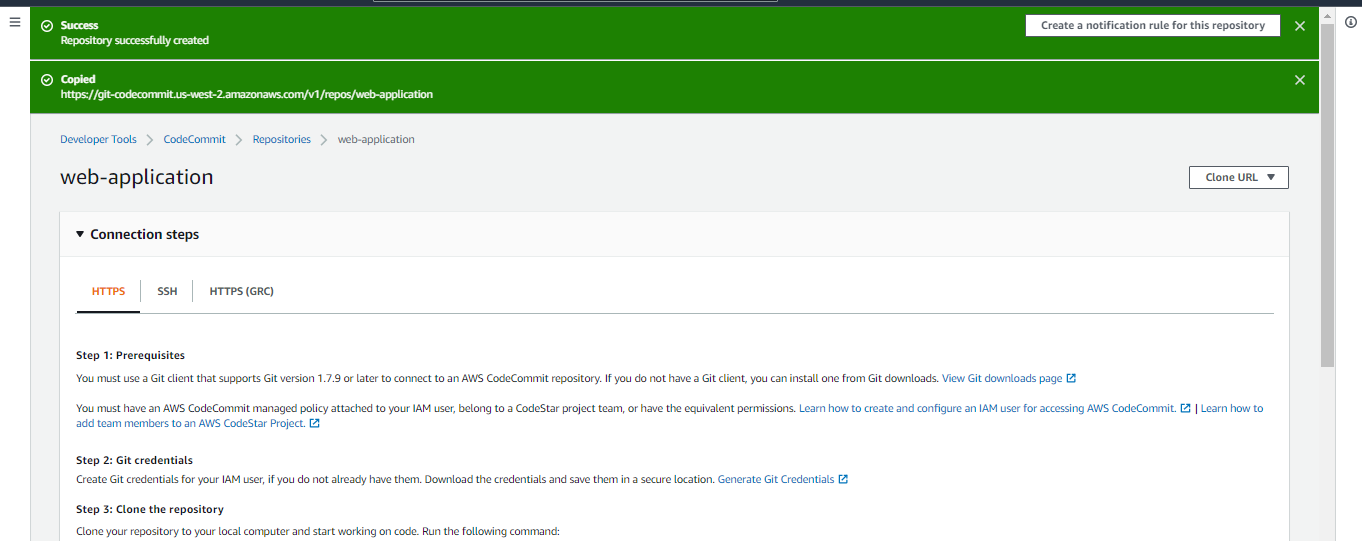 Success
Repository successfully created
Create a notification rule for this repository
Copied
https://git-codecommit.us-west-2.amazonaws.com/v1/repos/web-application
Developer Tools
CodeCommit
Repositories
web-application
web-application
Clone URL
Connection steps
HTTPS
SSH
HTTPS (GRC)
Step 1: Prerequisites
You must use a Git client that supports Git version 1.7.9 or later to connect to an AWS CodeCommit repository. If you do not have a Git client, you can install one from Git downloads. View Git downloads page
You must have an AWS CodeCommit managed policy attached to your IAM user, belong to a CodeStar project team, or have the equivalent permissions. Learn how to create and configure an IAM user for accessing AWS CodeCommit. | Learn how to
add team members to an AWS CodeStar Project.
Step 2: Git credentials
Create Git credentials for your IAM user, if you do not already have them. Download the credentials and save them in a secure location. Generate Git Credentials
Step 3: Clone the repository
Clone your repository to your local computer and start working on code. Run the following command: